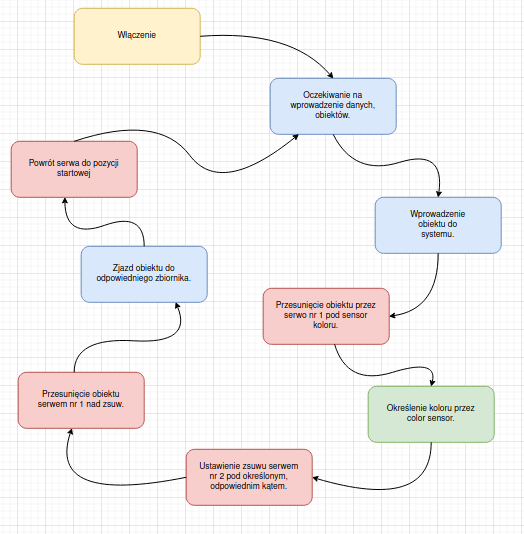 Włączenie
Oczekiwanie na
wprowadzenie danych,
obiektów.
Wprowadzenie
obiektu do
systemu.
Przesunięcie obiektu przez
serwo nr 1 pod sensor
koloru.
Określenie koloru przez
color sensor.
Ustawienie zsuwu serwem
nr 2 pod określonym,
odpowiednim kątem.
Przesunięcie obiektu
serwem nr 1 nad zsuw.
Zjazd obiektu do
odpowiedniego zbiornika.
Powrót serwa do pozycji
startowej